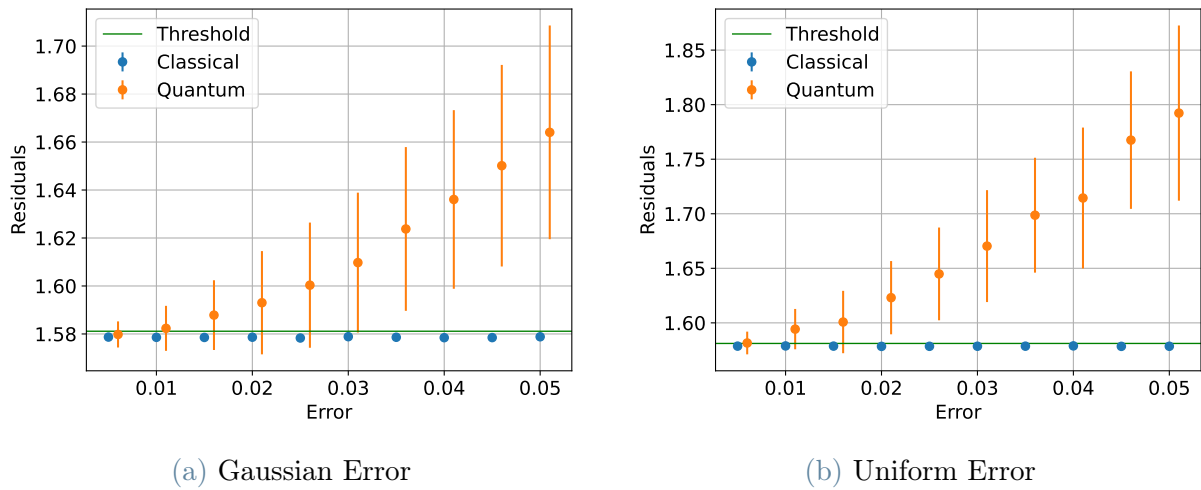 Threshold
Classical
Quantum
1.70
1.68
1.66
1.64
1.62
1.60
1.58
Residuals
0.01 0.02 0.03 0.04 0.05
Error
(a) Gaussian Error
Threshold
Classical
Quantum
1.85
1.80
1.75
1.70
1.65
1.60
Residuals
0.01 0.02 0.03 0.04 0.05
Error
(b) Uniform Error